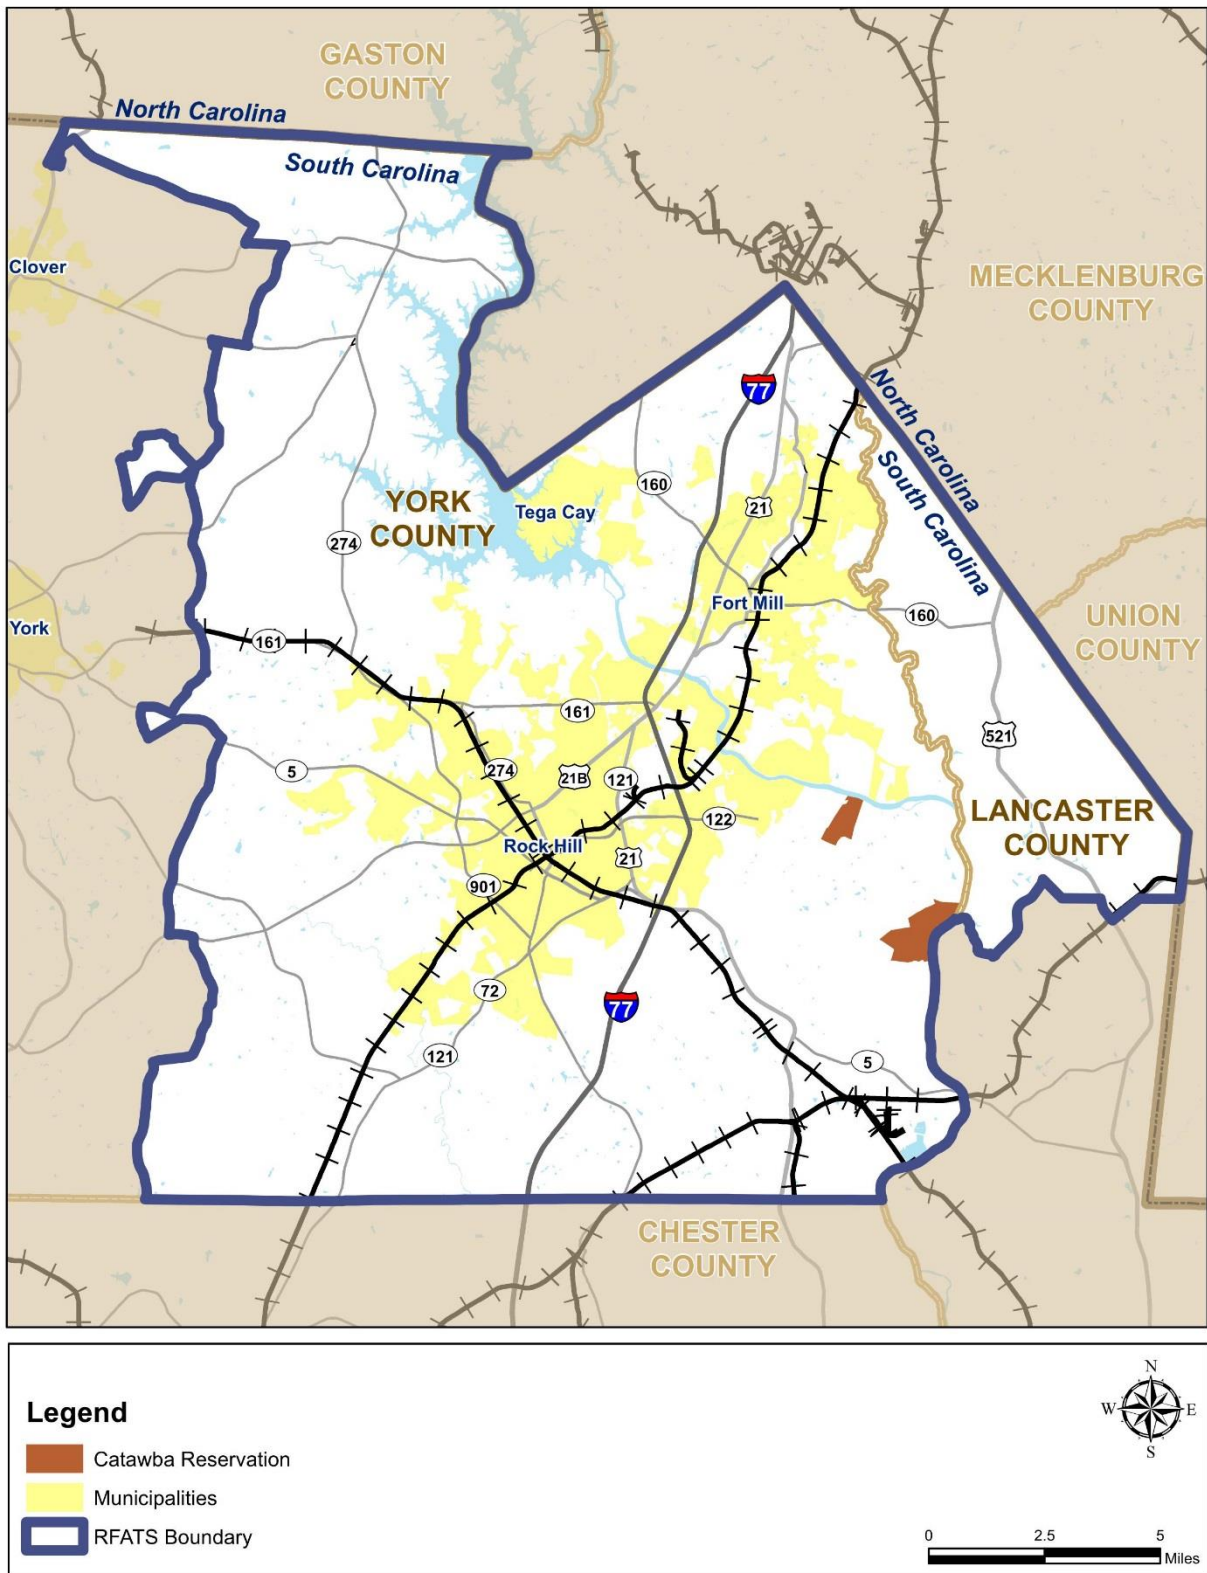 GASTON
COUNTY
North Carolina
South Carolina
Clover
MECKLENBURG
COUNTY
77
North Carolina
South Carolina
YORK
COUNTY
160
21
Tega Cay
274
Fort Mill
160
UNION
COUNTY
York
161
161
521
5
274
21B
121
122
LANCASTER
COUNTY
Rock Hill
21
901
72
77
121
5
CHESTER
COUNTY
Legend
Catawba Reservation
Municipalities
RFATS Boundary
N
W
E
S
0 2.5 5
Miles